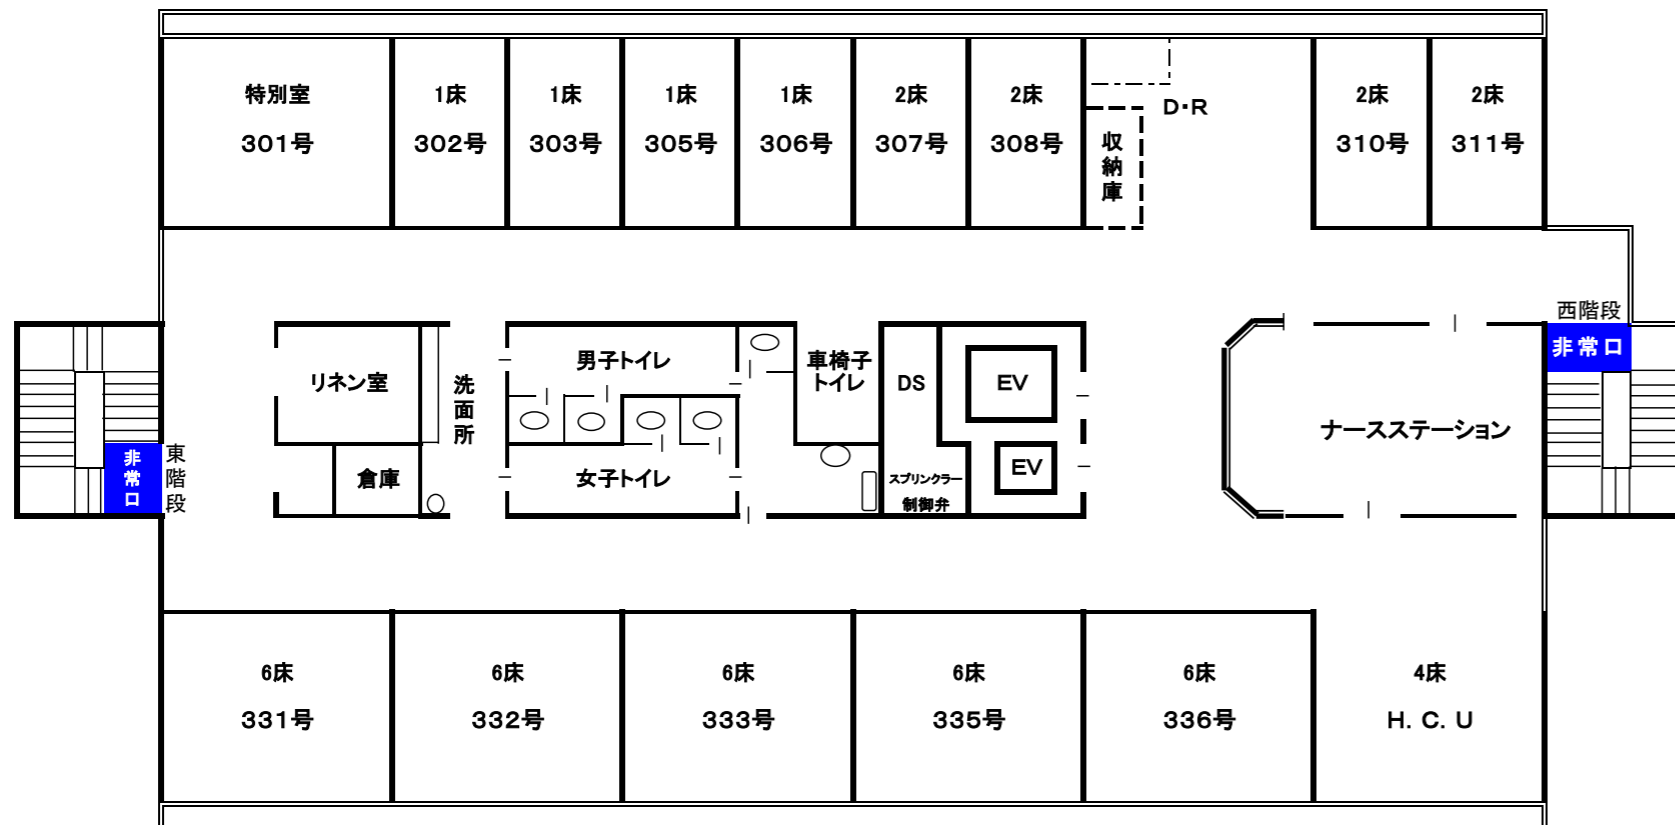 特別室
301号
1床
302号
1床
303号
1床
305号
1床
306号
2床
307号
2床
308号
D・R
収納庫
2床
310号
2床
311号
西階段
非常口
リネン室
洗面所
男子トイレ
車椅子
トイレ
DS
EV
ナースステーション
非常口
東階段
倉庫
女子トイレ
スプリンクラー
制御弁
EV
6床
331号
6床
332号
6床
333号
6床
335号
6床
336号
4床
H. C. U